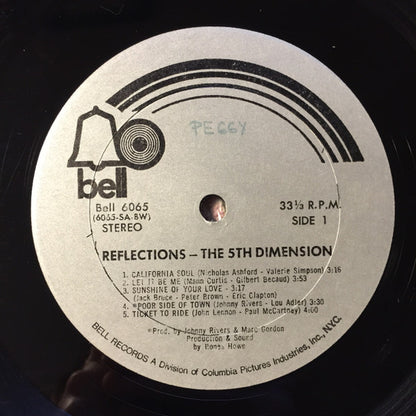 PEGGY
bell
Bell 6065
(6065-SA-BW)
STEREO
33⅓ R.P.M.
SIDE 1
REFLECTIONS – THE 5TH DIMENSION
1. CALIFORNIA SOUL (Nicholas Ashford - Valerie Simpson) 3:16
2. LET IT BE ME (Mann Curtis - Gilbert Becaud) 3:53
3. SUNSHINE OF YOUR LOVE - 3:17
(Jack Bruce - Peter Brown - Eric Clapton)
4. *POOR SIDE OF TOWN (Johnny Rivers - Lou Adler) 3:30
5. TICKET TO RIDE (John Lennon - Paul McCartney) 4:00
*Prod. by Johnny Rivers & Marc Gordon
Production & Sound
by Bones Howe
BELL RECORDS A Division of Columbia Pictures Industries, Inc., N.Y.C.